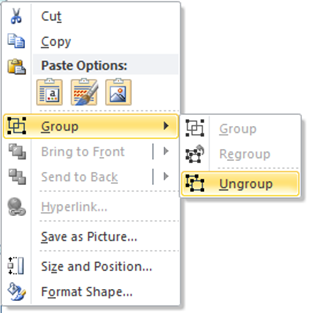 Cut
Copy
Paste Options:
a
Group
Bring to Front
Send to Back
Hyperlink...
Save as Picture...
Size and Position...
Format Shape...
Group
Regroup
Ungroup